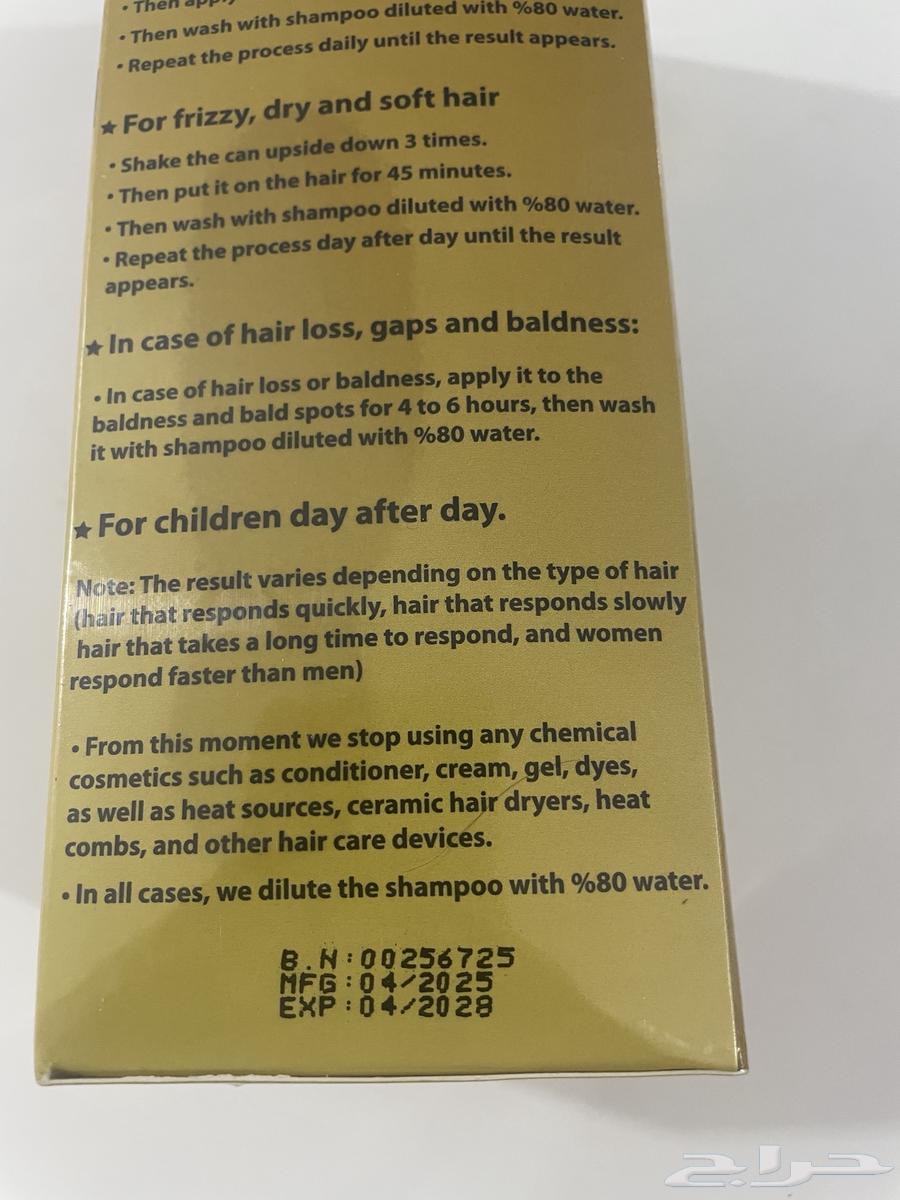 • Then
• Then wash with shampoo diluted with %80 water.
• Repeat the process daily until the result appears.
★ For frizzy, dry and soft hair
• Shake the can upside down 3 times.
• Then put it on the hair for 45 minutes.
• Then wash with shampoo diluted with %80 water.
• Repeat the process day after day until the result
appears.
★ In case of hair loss, gaps and baldness:
• In case of hair loss or baldness, apply it to the
baldness and bald spots for 4 to 6 hours, then wash
it with shampoo diluted with %80 water.
★ For children day after day.
Note: The result varies depending on the type of hair
(hair that responds quickly, hair that responds slowly
hair that takes a long time to respond, and women
respond faster than men)
• From this moment we stop using any chemical
cosmetics such as conditioner, cream, gel, dyes,
as well as heat sources, ceramic hair dryers, heat
combs, and other hair care devices.
• In all cases, we dilute the shampoo with %80 water.
B.N:00256725
MFG:04/2025
EXP:04/2028
حراج